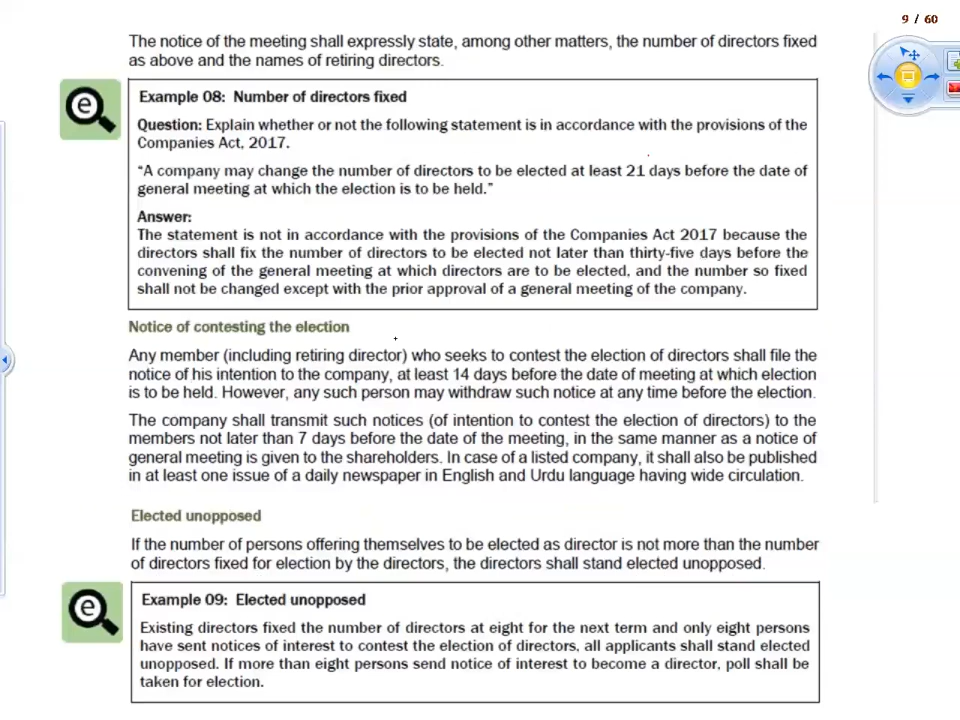 9 / 60
The notice of the meeting shall expressly state, among other matters, the number of directors fixed
as above and the names of retiring directors.
e
Example 08: Number of directors fixed
Question: Explain whether or not the following statement is in accordance with the provisions of the
Companies Act, 2017.
“A company may change the number of directors to be elected at least 21 days before the date of
general meeting at which the election is to be held.”
Answer:
The statement is not in accordance with the provisions of the Companies Act 2017 because the
directors shall fix the number of directors to be elected not later than thirty-five days before the
convening of the general meeting at which directors are to be elected, and the number so fixed
shall not be changed except with the prior approval of a general meeting of the company.
Notice of contesting the election
Any member (including retiring director) who seeks to contest the election of directors shall file the
notice of his intention to the company, at least 14 days before the date of meeting at which election
is to be held. However, any such person may withdraw such notice at any time before the election.
The company shall transmit such notices (of intention to contest the election of directors) to the
members not later than 7 days before the date of the meeting, in the same manner as a notice of
general meeting is given to the shareholders. In case of a listed company, it shall also be published
in at least one issue of a daily newspaper in English and Urdu language having wide circulation.
Elected unopposed
If the number of persons offering themselves to be elected as director is not more than the number
of directors fixed for election by the directors, the directors shall stand elected unopposed.
e
Example 09: Elected unopposed
Existing directors fixed the number of directors at eight for the next term and only eight persons
have sent notices of interest to contest the election of directors, all applicants shall stand elected
unopposed. If more than eight persons send notice of interest to become a director, poll shall be
taken for election.